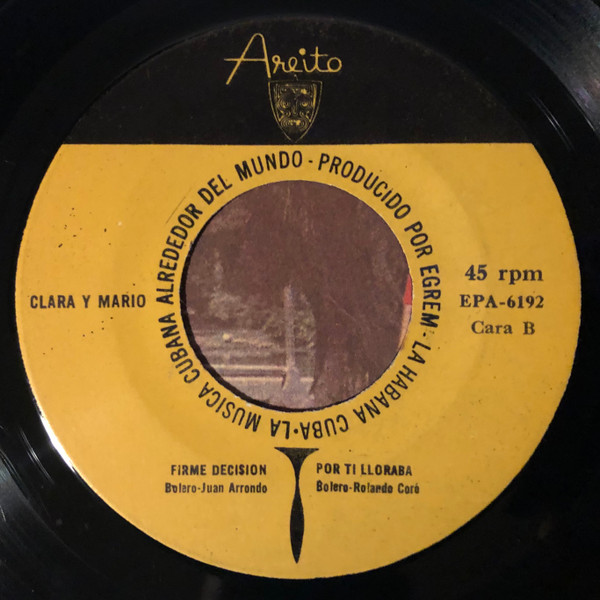 Areito
LA MUSICA CUBANA ALREDEDOR DEL MUNDO - PRODUCIDO POR EGREM · LA HABANA CUBA ·
45 rpm
CLARA Y MARIO
EPA-6192
Cara B
FIRME DECISION
Bolero-Juan Arrondo
POR TI LLORABA
Bolero-Rolando Coré